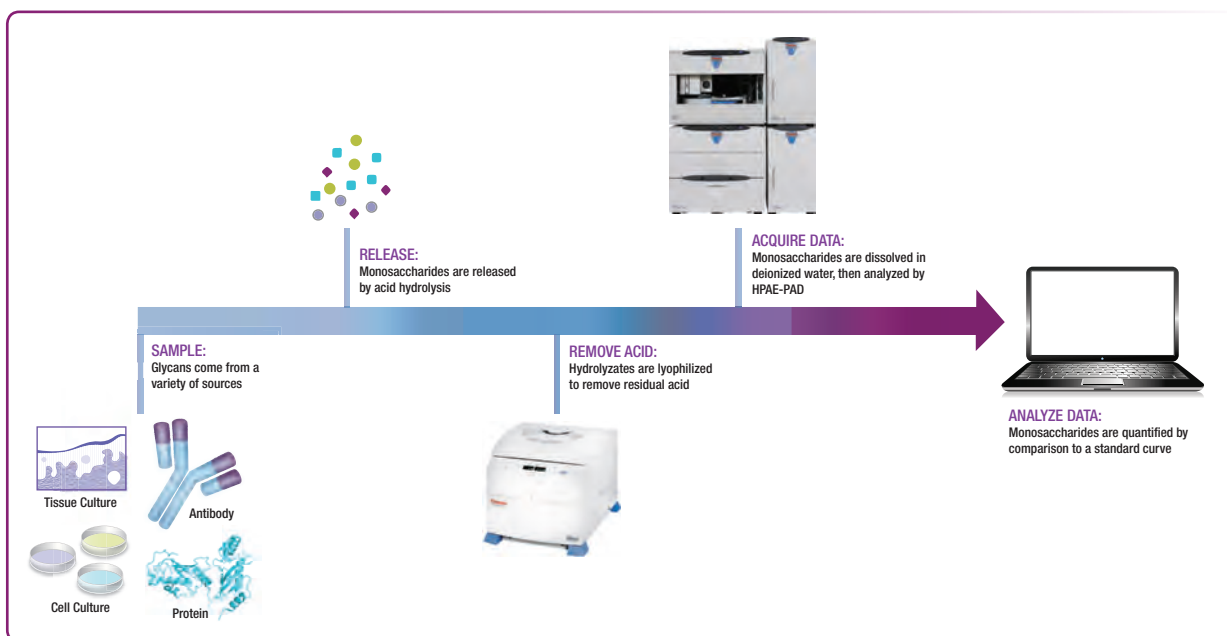 RELEASE:
Monosaccharides are released
by acid hydrolysis
ACQUIRE DATA:
Monosaccharides are dissolved in
deionized water, then analyzed by
HPAE-PAD
SAMPLE:
Glycans come from a
variety of sources
REMOVE ACID:
Hydrolyzates are lyophilized
to remove residual acid
ANALYZE DATA:
Monosaccharides are quantified by
comparison to a standard curve
Tissue Culture
Antibody
Cell Culture
Protein